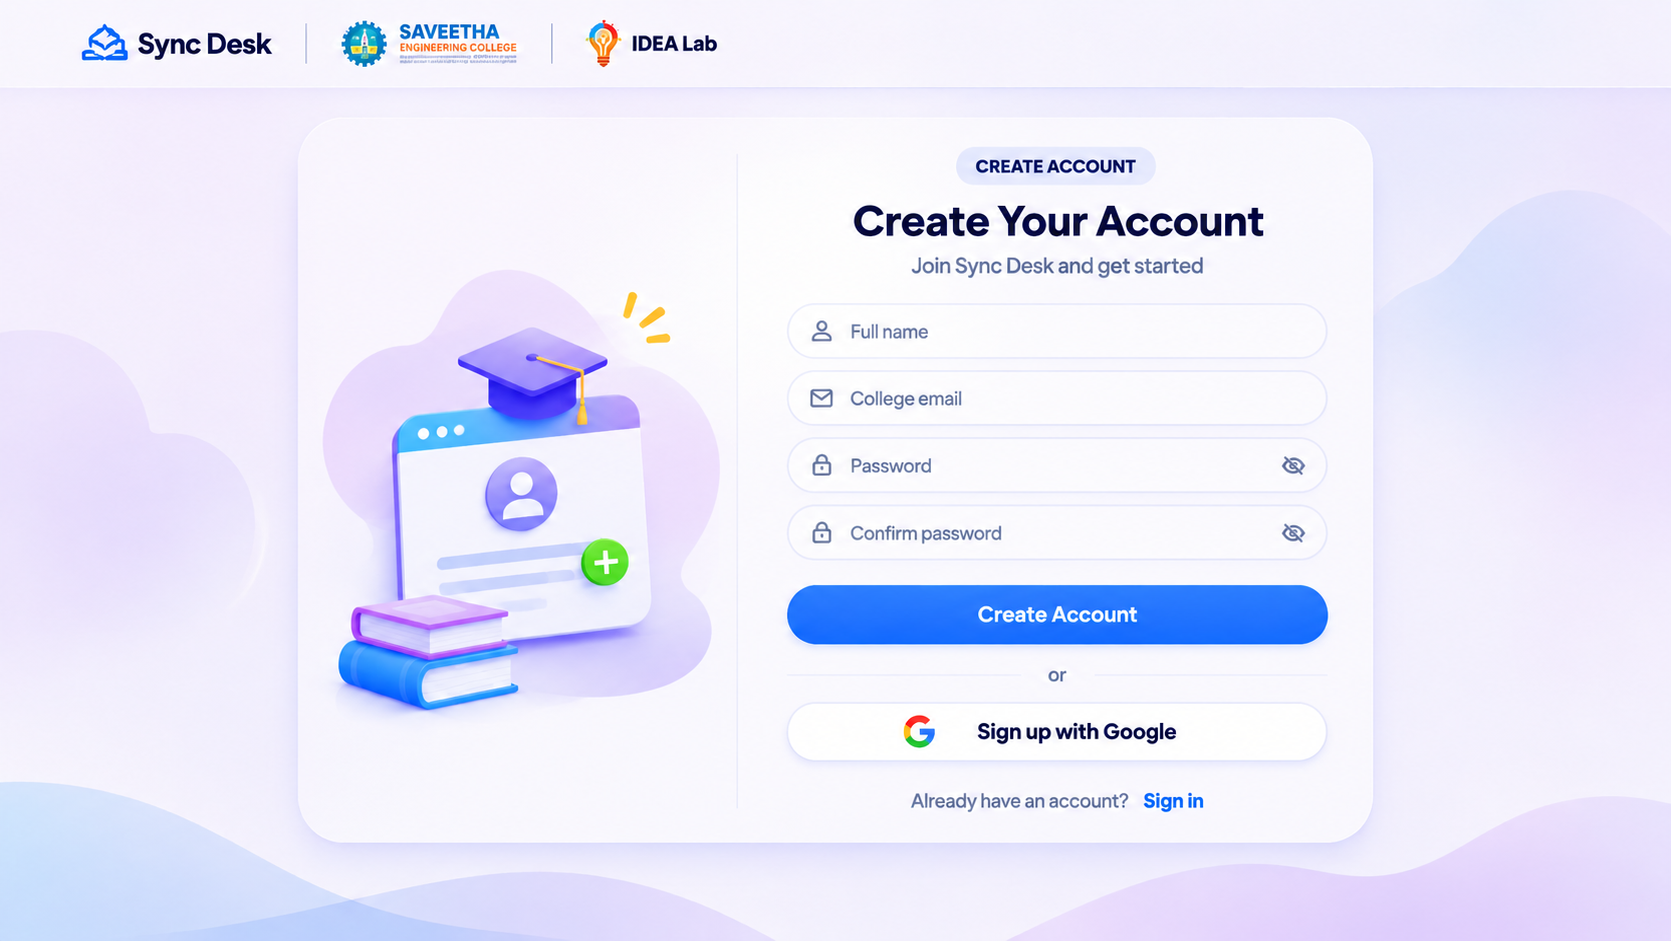 Sync Desk
SAVEETHA
ENGINEERING COLLEGE
IDEA Lab
CREATE ACCOUNT
Create Your Account
Join Sync Desk and get started
Full name
College email
Password
Confirm password
Create Account
or
Sign up with Google
Already have an account? Sign in